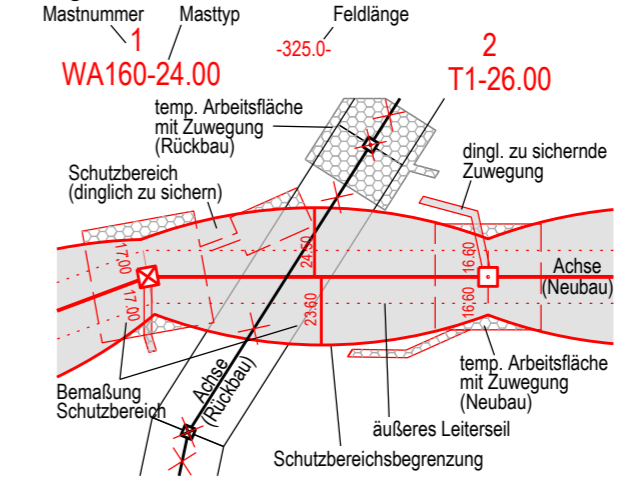 Mastnummer
Masttyp
Feldlänge
1
WA160-24.00
-325.0-
2
T1-26.00
temp. Arbeitsfläche
mit Zuwegung
(Rückbau)
dingl. zu sichernde
Zuwegung
Schutzbereich
(dinglich zu sichern)
17.00
17.00
24.50
23.60
16.60
16.60
Achse
(Neubau)
Achse
(Rückbau)
Bemaßung
Schutzbereich
temp. Arbeitsfläche
mit Zuwegung
(Neubau)
äußeres Leiterseil
Schutzbereichsbegrenzung